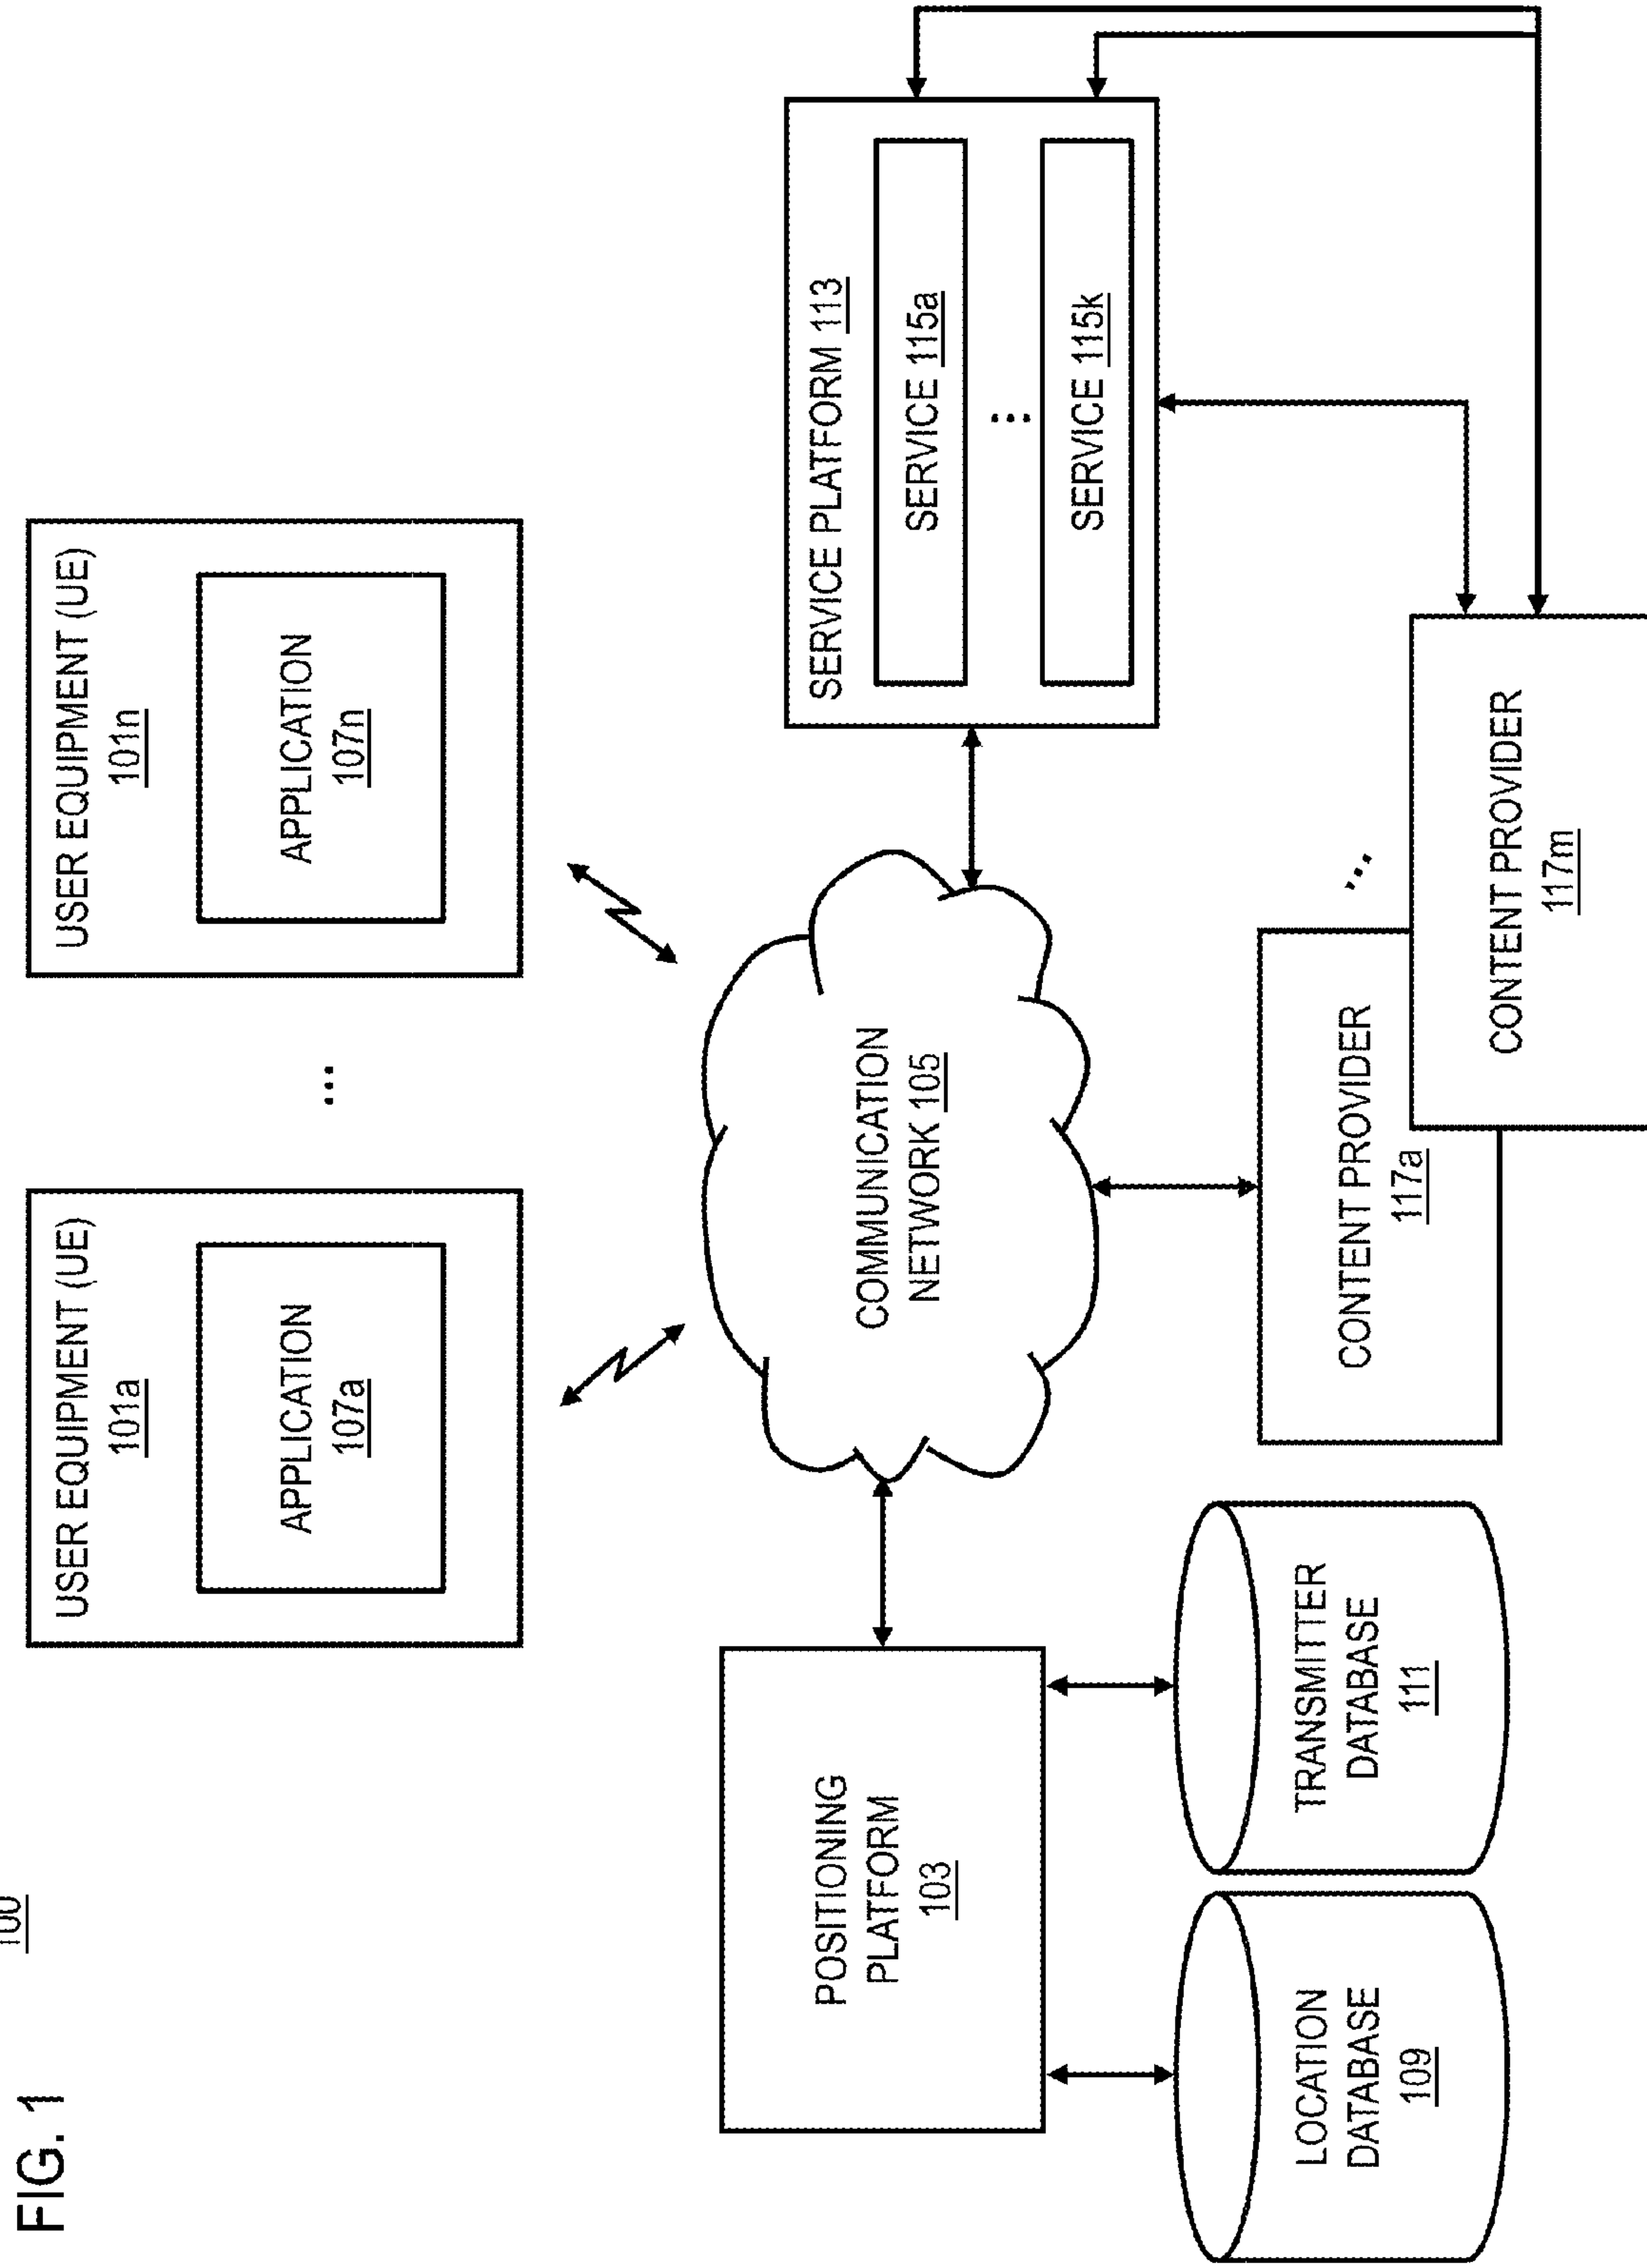 FIG. 1
100
USER EQUIPMENT (UE)
101a
APPLICATION
107a
...
USER EQUIPMENT (UE)
101n
APPLICATION
107n
POSITIONING
PLATFORM
103
COMMUNICATION
NETWORK 105
SERVICE PLATFORM 113
SERVICE 115a
...
SERVICE 115k
LOCATION
DATABASE
109
TRANSMITTER
DATABASE
111
CONTENT PROVIDER
117a
...
CONTENT PROVIDER
117m